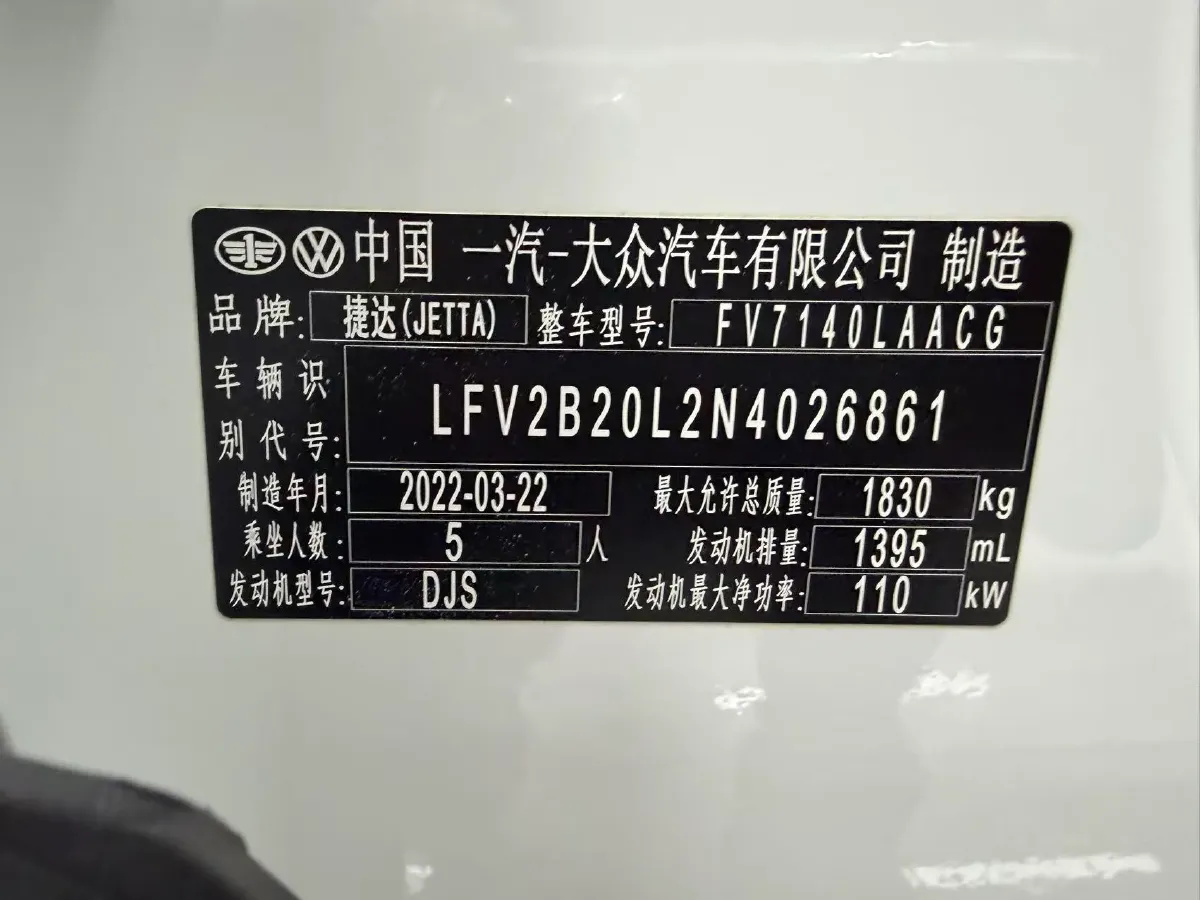 中国 一汽-大众汽车有限公司 制造
品牌: 捷达(JETTA) 整车型号: FV7140LAACG
车辆识别代号: LFV2B20L2N4026861
制造年月: 2022-03-22 最大允许总质量: 1830 kg
乘坐人数: 5 人 发动机排量: 1395 mL
发动机型号: DJS 发动机最大净功率: 110 kW